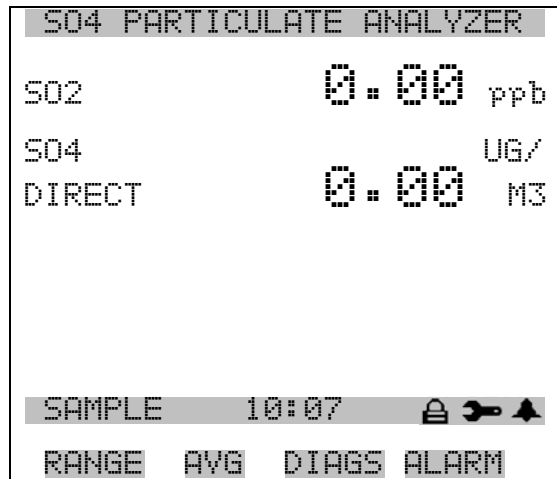 SO4 PARTICULATE ANALYZER
SO2 0.00 ppb
SO4 UG/
DIRECT 0.00 M3
SAMPLE 10:07
RANGE AVG DIAGS ALARM